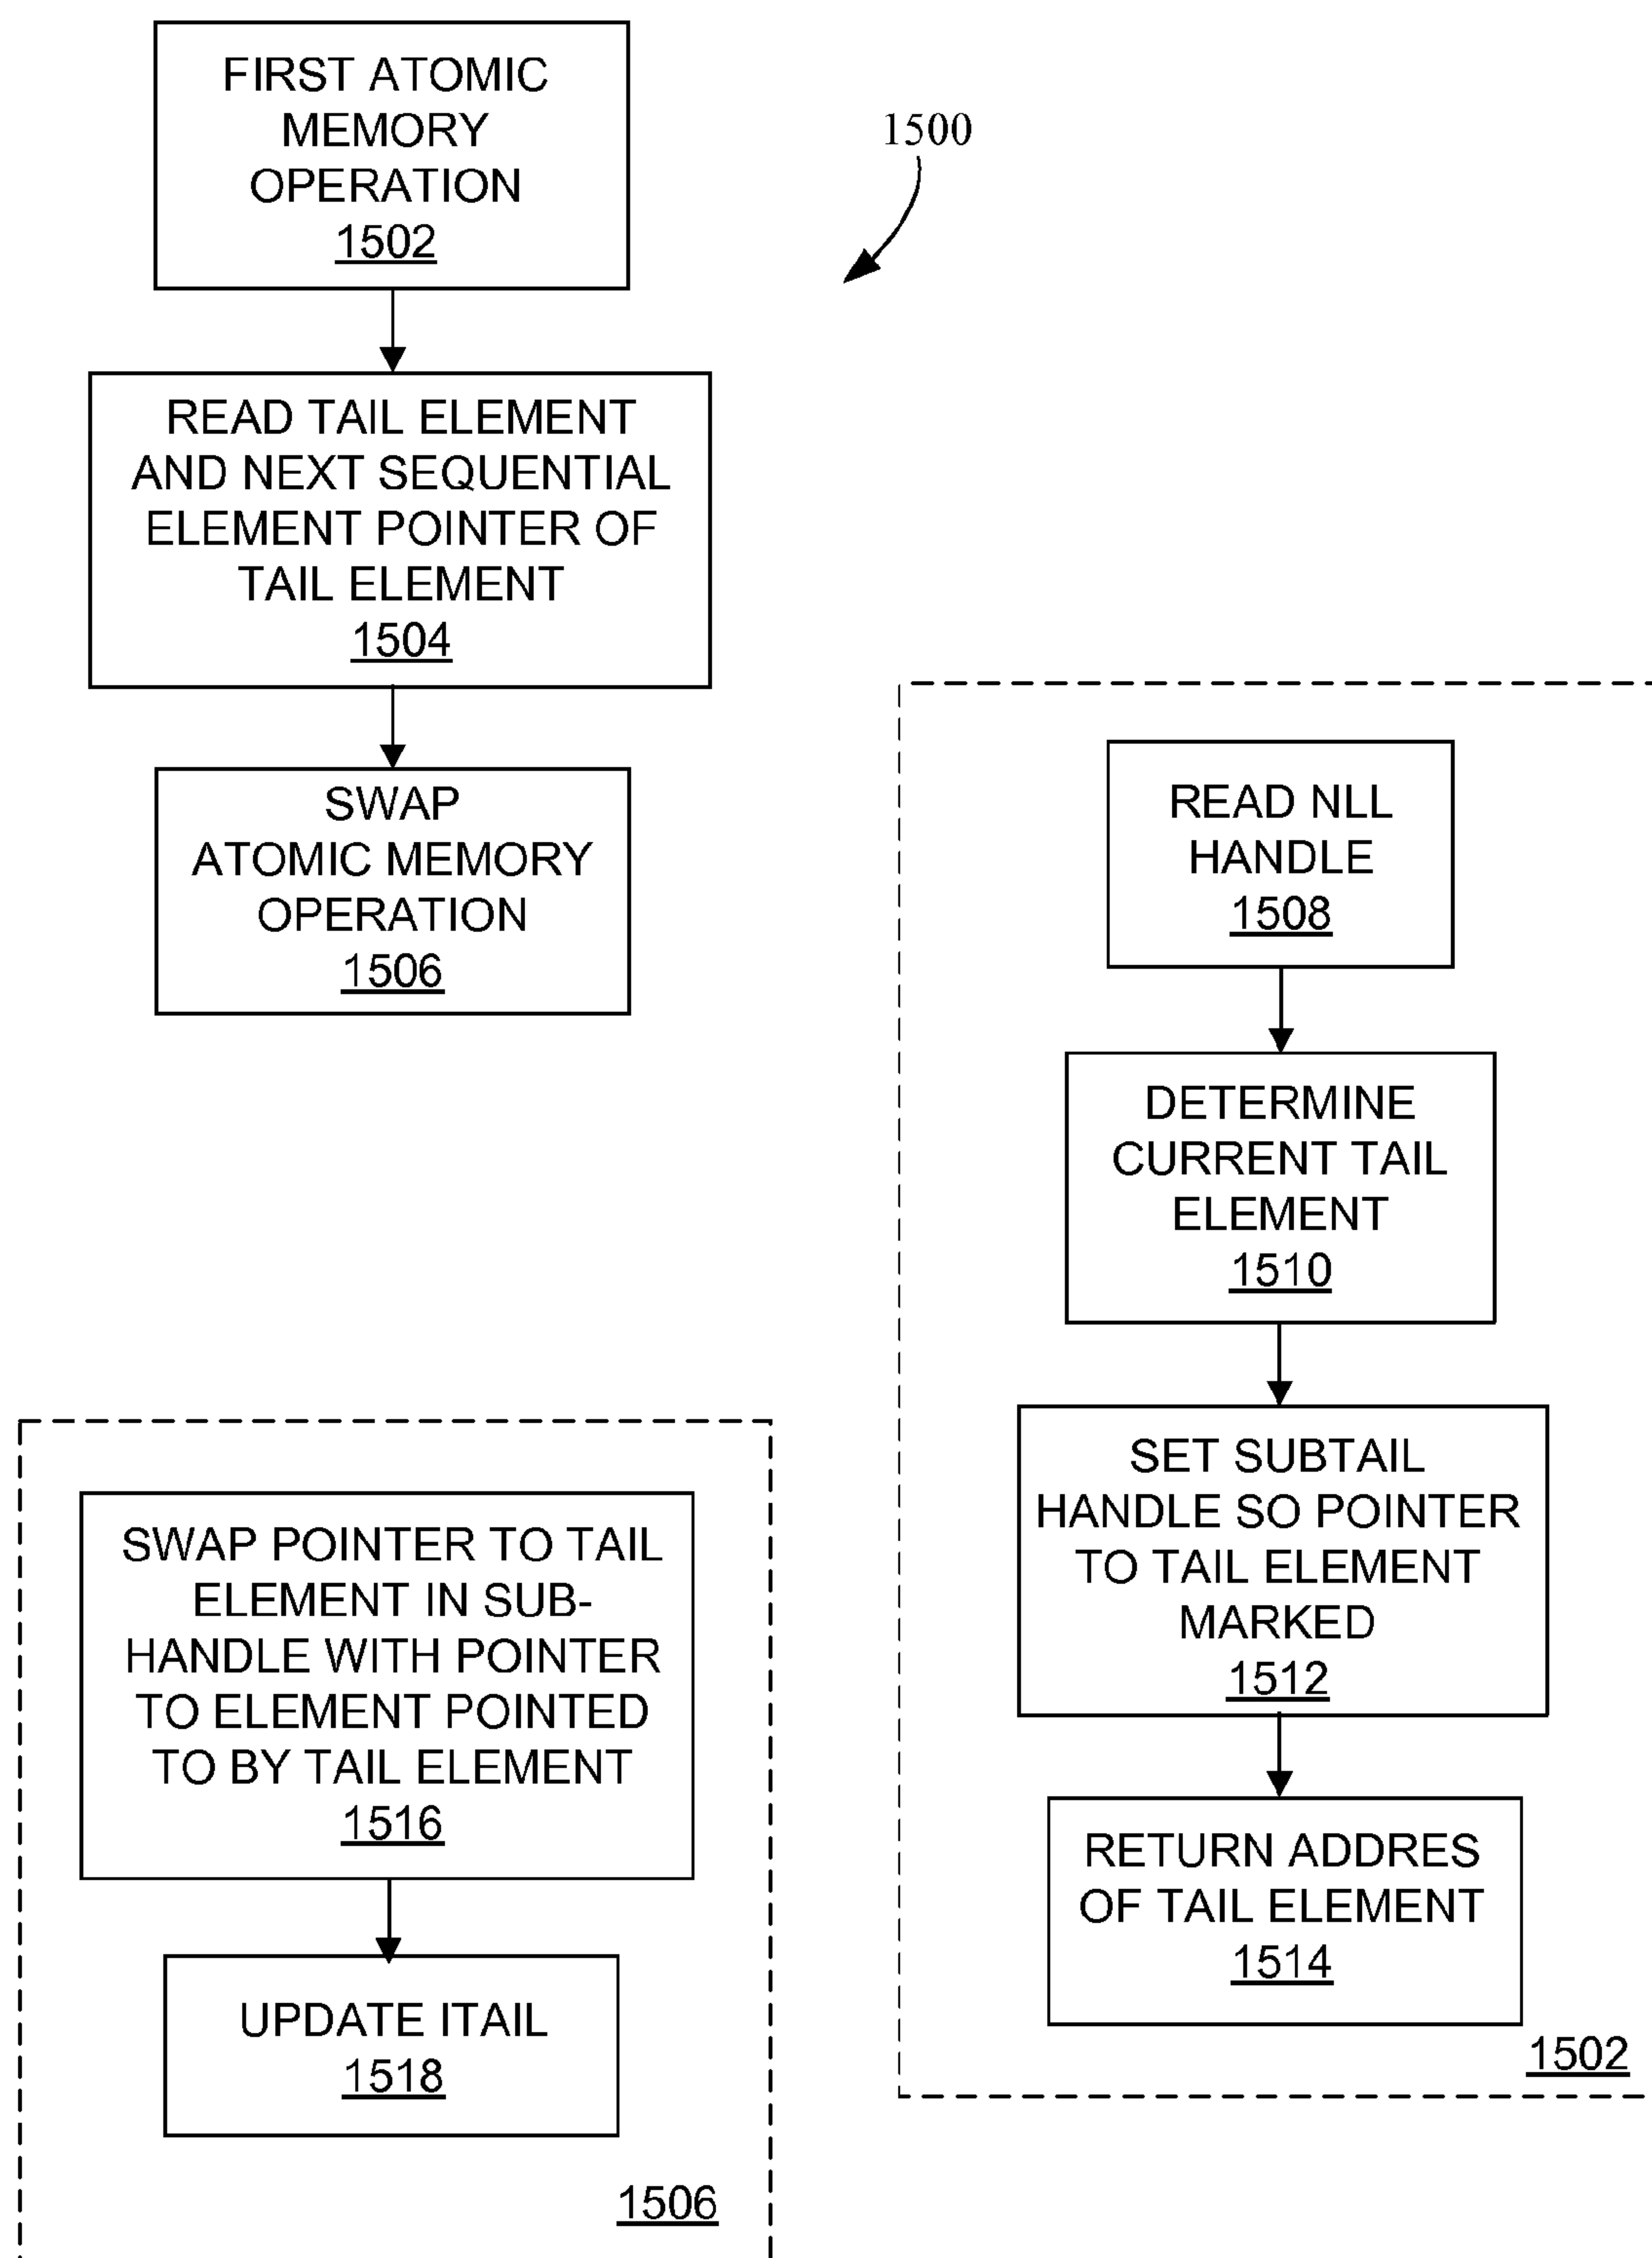 FIRST ATOMIC
MEMORY
OPERATION
1502
1500
READ TAIL ELEMENT
AND NEXT SEQUENTIAL
ELEMENT POINTER OF
TAIL ELEMENT
1504
SWAP
ATOMIC MEMORY
OPERATION
1506
READ NLL
HANDLE
1508
DETERMINE
CURRENT TAIL
ELEMENT
1510
SET SUBTAIL
HANDLE SO POINTER
TO TAIL ELEMENT
MARKED
1512
RETURN ADDRES
OF TAIL ELEMENT
1514
1502
SWAP POINTER TO TAIL
ELEMENT IN SUB-
HANDLE WITH POINTER
TO ELEMENT POINTED
TO BY TAIL ELEMENT
1516
UPDATE ITAIL
1518
1506